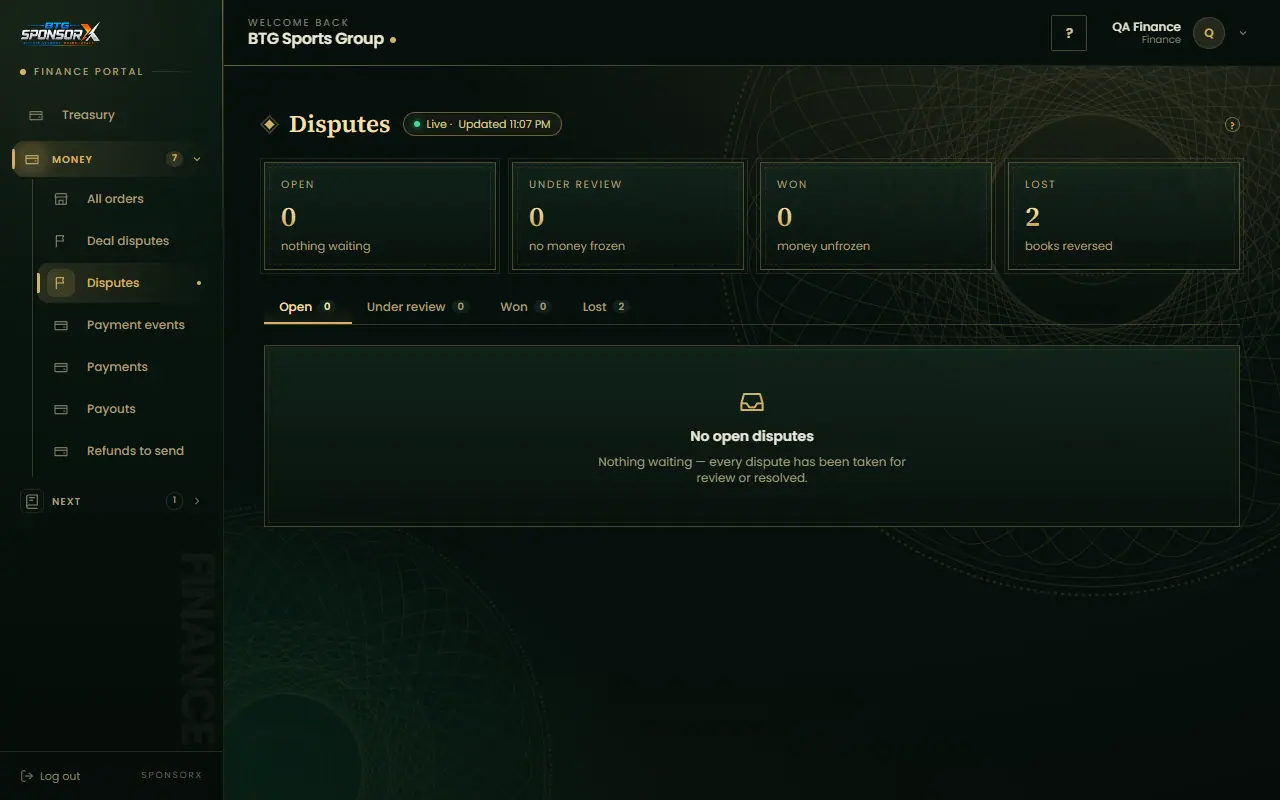 BTG
SPONSORX
FINANCE PORTAL
Treasury
MONEY 7
All orders
Deal disputes
Disputes
Payment events
Payments
Payouts
Refunds to send
NEXT 1
FINANCE
Log out SPONSORX
WELCOME BACK
BTG Sports Group
?
QA Finance
Finance
Q
Disputes
Live · Updated 11:07 PM
?
OPEN
0
nothing waiting
UNDER REVIEW
0
no money frozen
WON
0
money unfrozen
LOST
2
books reversed
Open 0 Under review 0 Won 0 Lost 2
No open disputes
Nothing waiting — every dispute has been taken for
review or resolved.